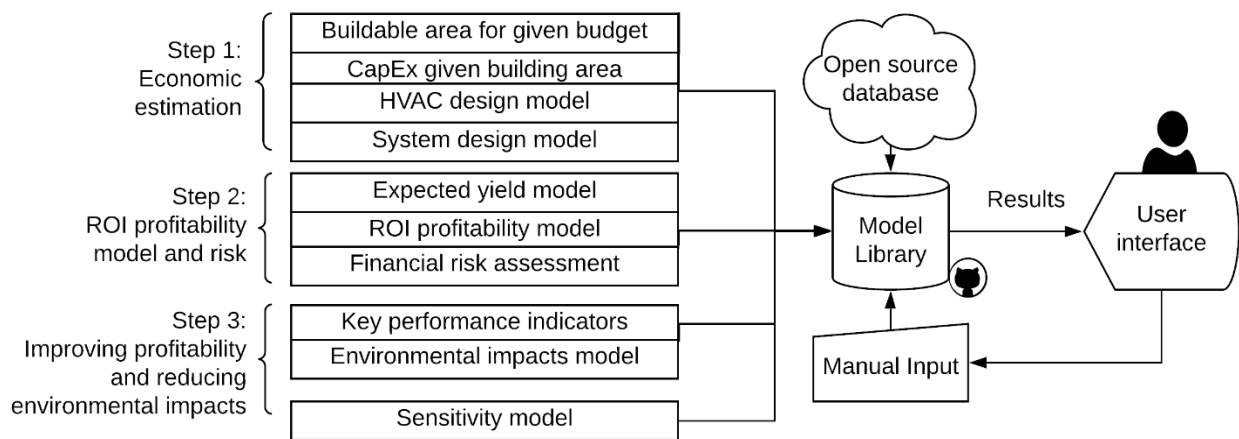 Step 1:
Economic
estimation
Buildable area for given budget
CapEx given building area
HVAC design model
System design model
Step 2:
ROI profitability
model and risk
Expected yield model
ROI profitability model
Financial risk assessment
Step 3:
Improving profitability
and reducing
environmental impacts
Key performance indicators
Environmental impacts model
Sensitivity model
Open source
database
Model
Library
Results
User
interface
Manual Input